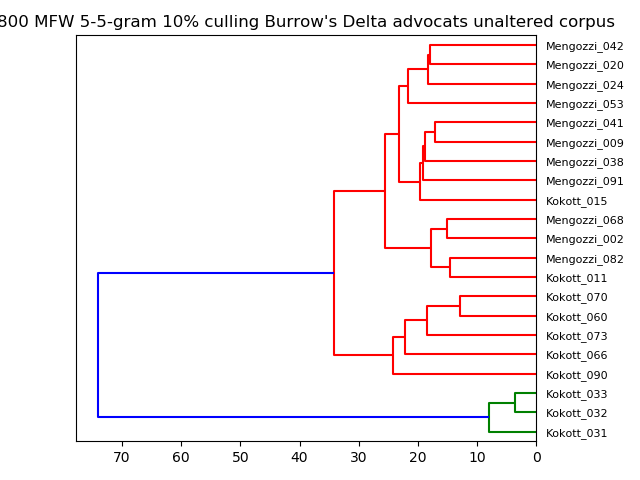 800 MFW 5-5-gram 10% culling Burrow's Delta advocats unaltered corpus
Mengozzi_042
Mengozzi_020
Mengozzi_024
Mengozzi_053
Mengozzi_041
Mengozzi_009
Mengozzi_038
Mengozzi_091
Kokott_015
Mengozzi_068
Mengozzi_002
Mengozzi_082
Kokott_011
Kokott_070
Kokott_060
Kokott_073
Kokott_066
Kokott_090
Kokott_033
Kokott_032
Kokott_031
70 60 50 40 30 20 10 0